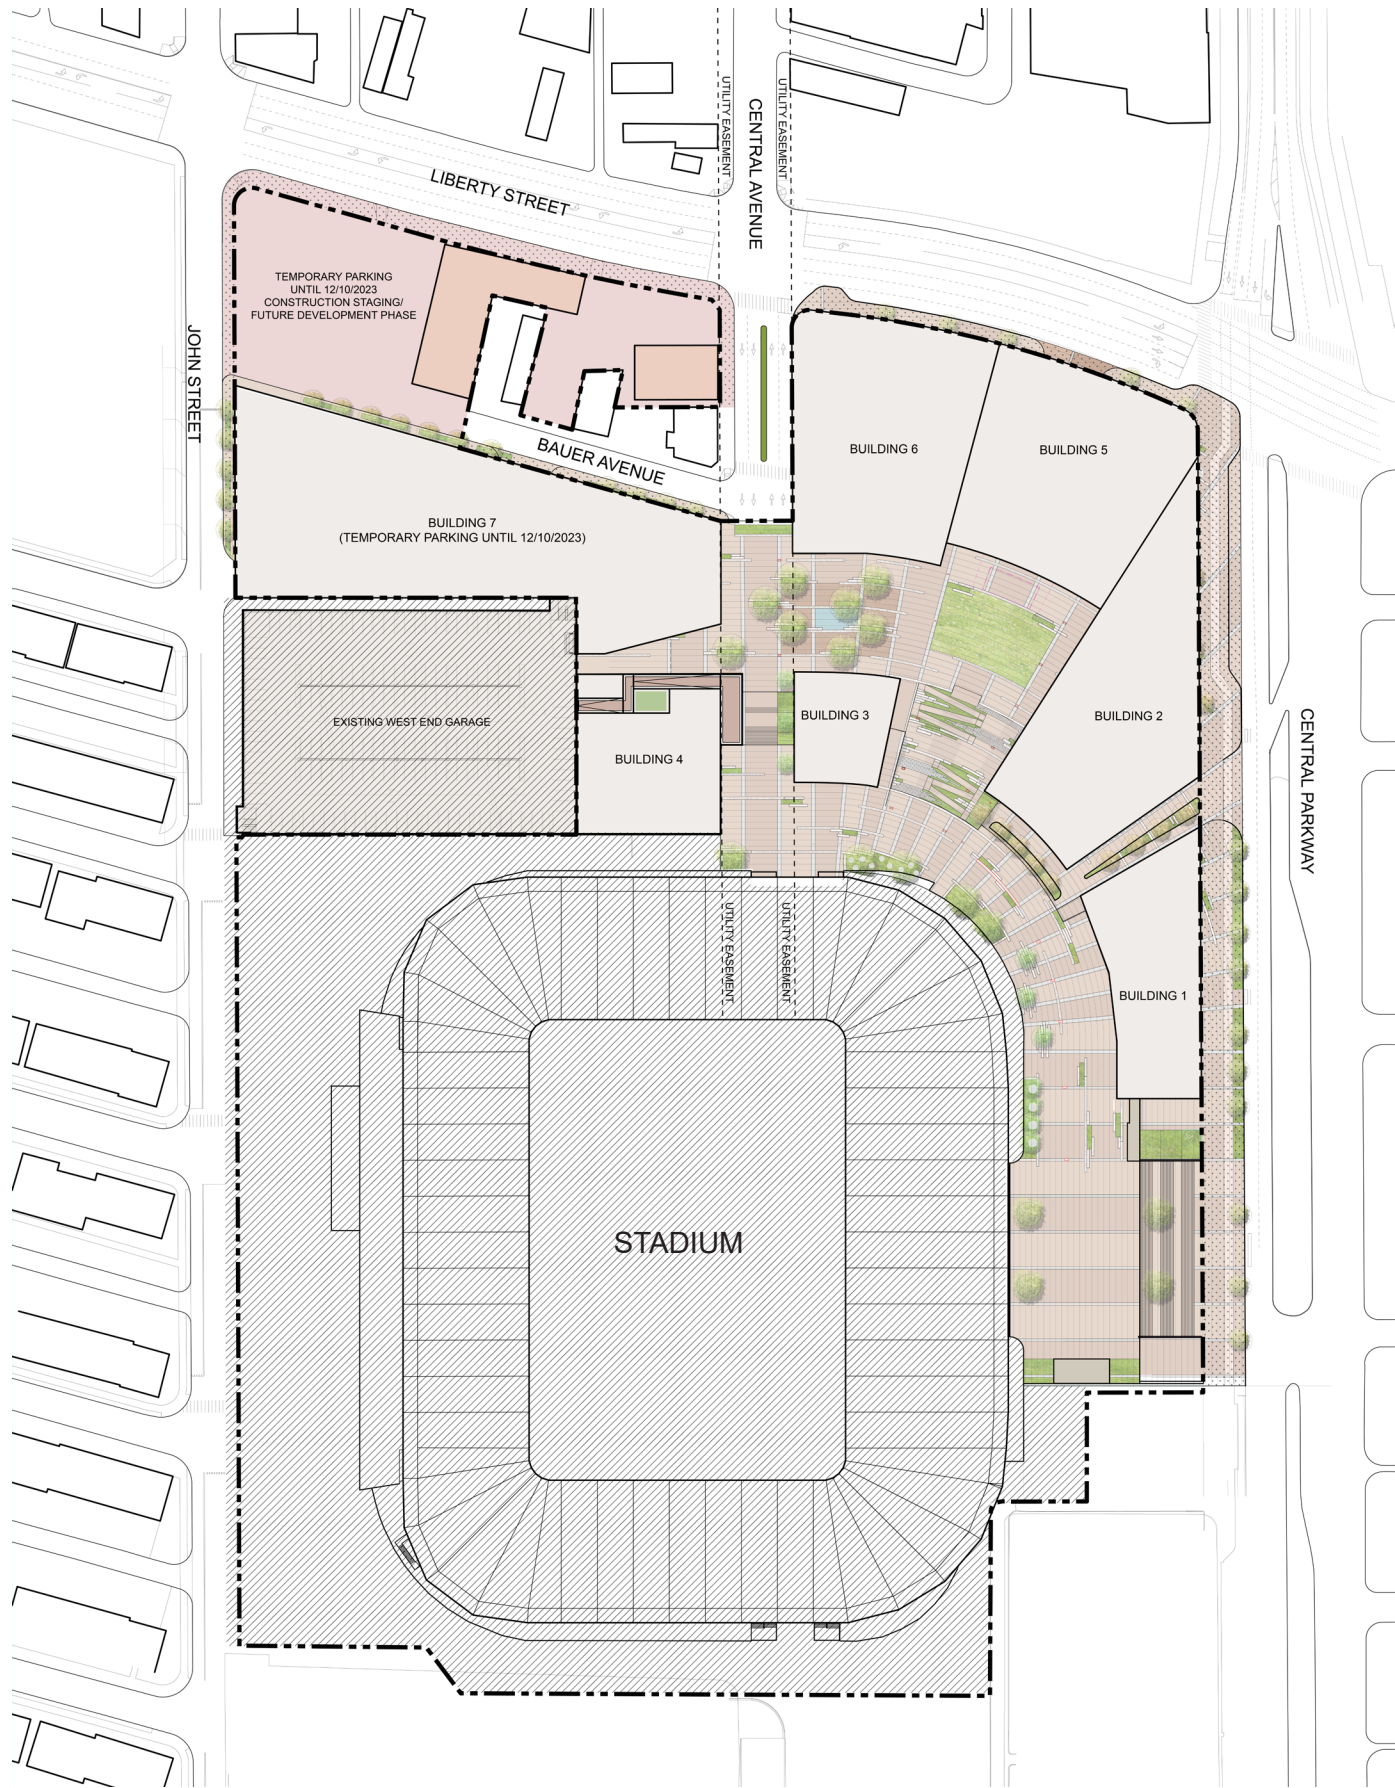 UTILITY EASEMENT
CENTRAL AVENUE
UTILITY EASEMENT
LIBERTY STREET
TEMPORARY PARKING
UNTIL 12/10/2023
CONSTRUCTION STAGING/
FUTURE DEVELOPMENT PHASE
JOHN STREET
BAUER AVENUE
BUILDING 6
BUILDING 5
BUILDING 7
(TEMPORARY PARKING UNTIL 12/10/2023)
EXISTING WEST END GARAGE
BUILDING 4
BUILDING 3
BUILDING 2
CENTRAL PARKWAY
UTILITY EASEMENT
UTILITY EASEMENT
BUILDING 1
STADIUM